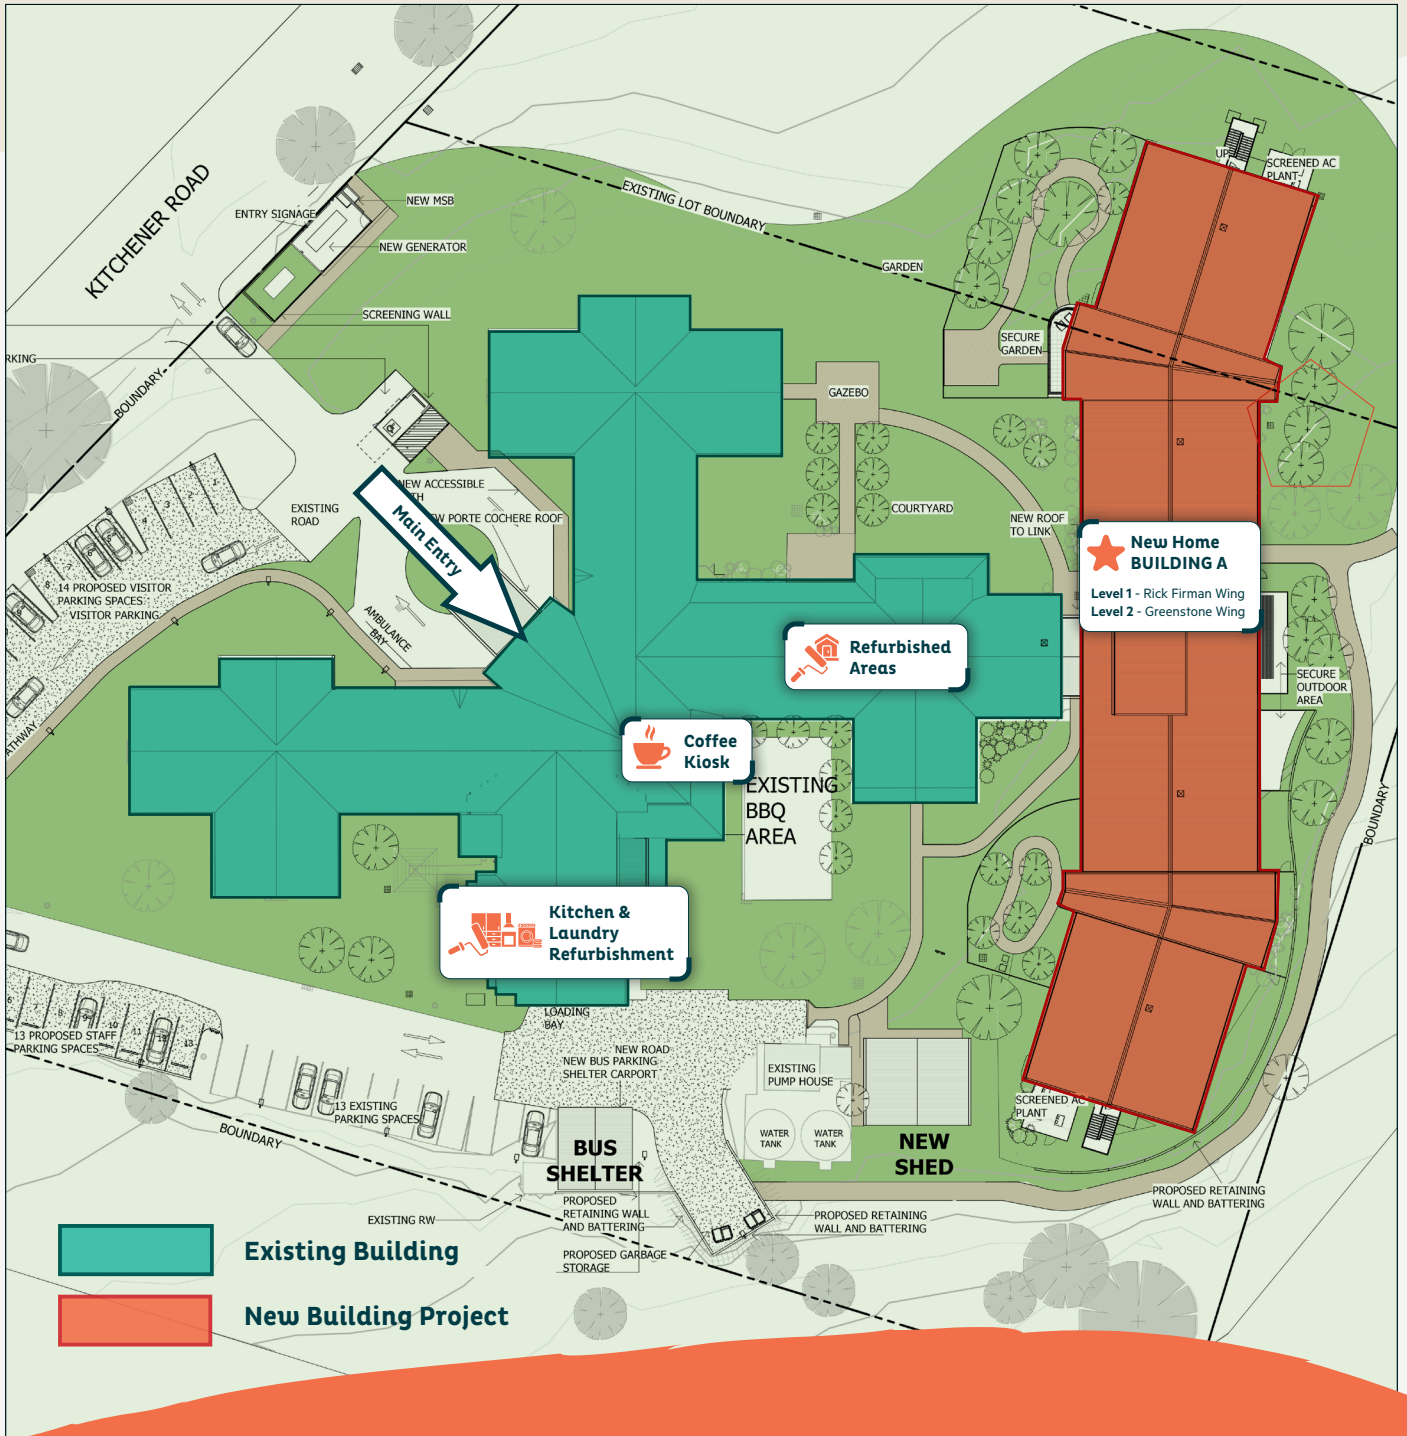 KITCHENER ROAD
ENTRY SIGNAGE
NEW MSB
NEW GENERATOR
SCREENING WALL
RKING
BOUNDARY
EXISTING LOT BOUNDARY
GARDEN
UP
SCREENED AC
PLANT
SECURE
GARDEN
GAZEBO
COURTYARD
NEW ROOF
TO LINK
EXISTING
ROAD
NEW ACCESSIBLE
TH
W PORTE COCHERE ROOF
Main Entry
AMBULANCE
BAY
14 PROPOSED VISITOR
PARKING SPACES
VISITOR PARKING
ATHWAY
New Home
BUILDING A
Level 1 - Rick Firman Wing
Level 2 - Greenstone Wing
Refurbished
Areas
Coffee
Kiosk
SECURE
OUTDOOR
AREA
BOUNDARY
EXISTING
BBQ
AREA
Kitchen &
Laundry
Refurbishment
LOADING
BAY
NEW ROAD
NEW BUS PARKING
SHELTER CARPORT
EXISTING
PUMP HOUSE
WATER
TANK
WATER
TANK
SCREENED AC
PLANT
13 PROPOSED STAFF
PARKING SPACES
13 EXISTING
PARKING SPACES
BOUNDARY
BUS
SHELTER
NEW
SHED
EXISTING RW
PROPOSED
RETAINING WALL
AND BATTERING
PROPOSED GARBAGE
STORAGE
PROPOSED RETAINING
WALL AND BATTERING
PROPOSED RETAINING
WALL AND BATTERING
Existing Building
New Building Project